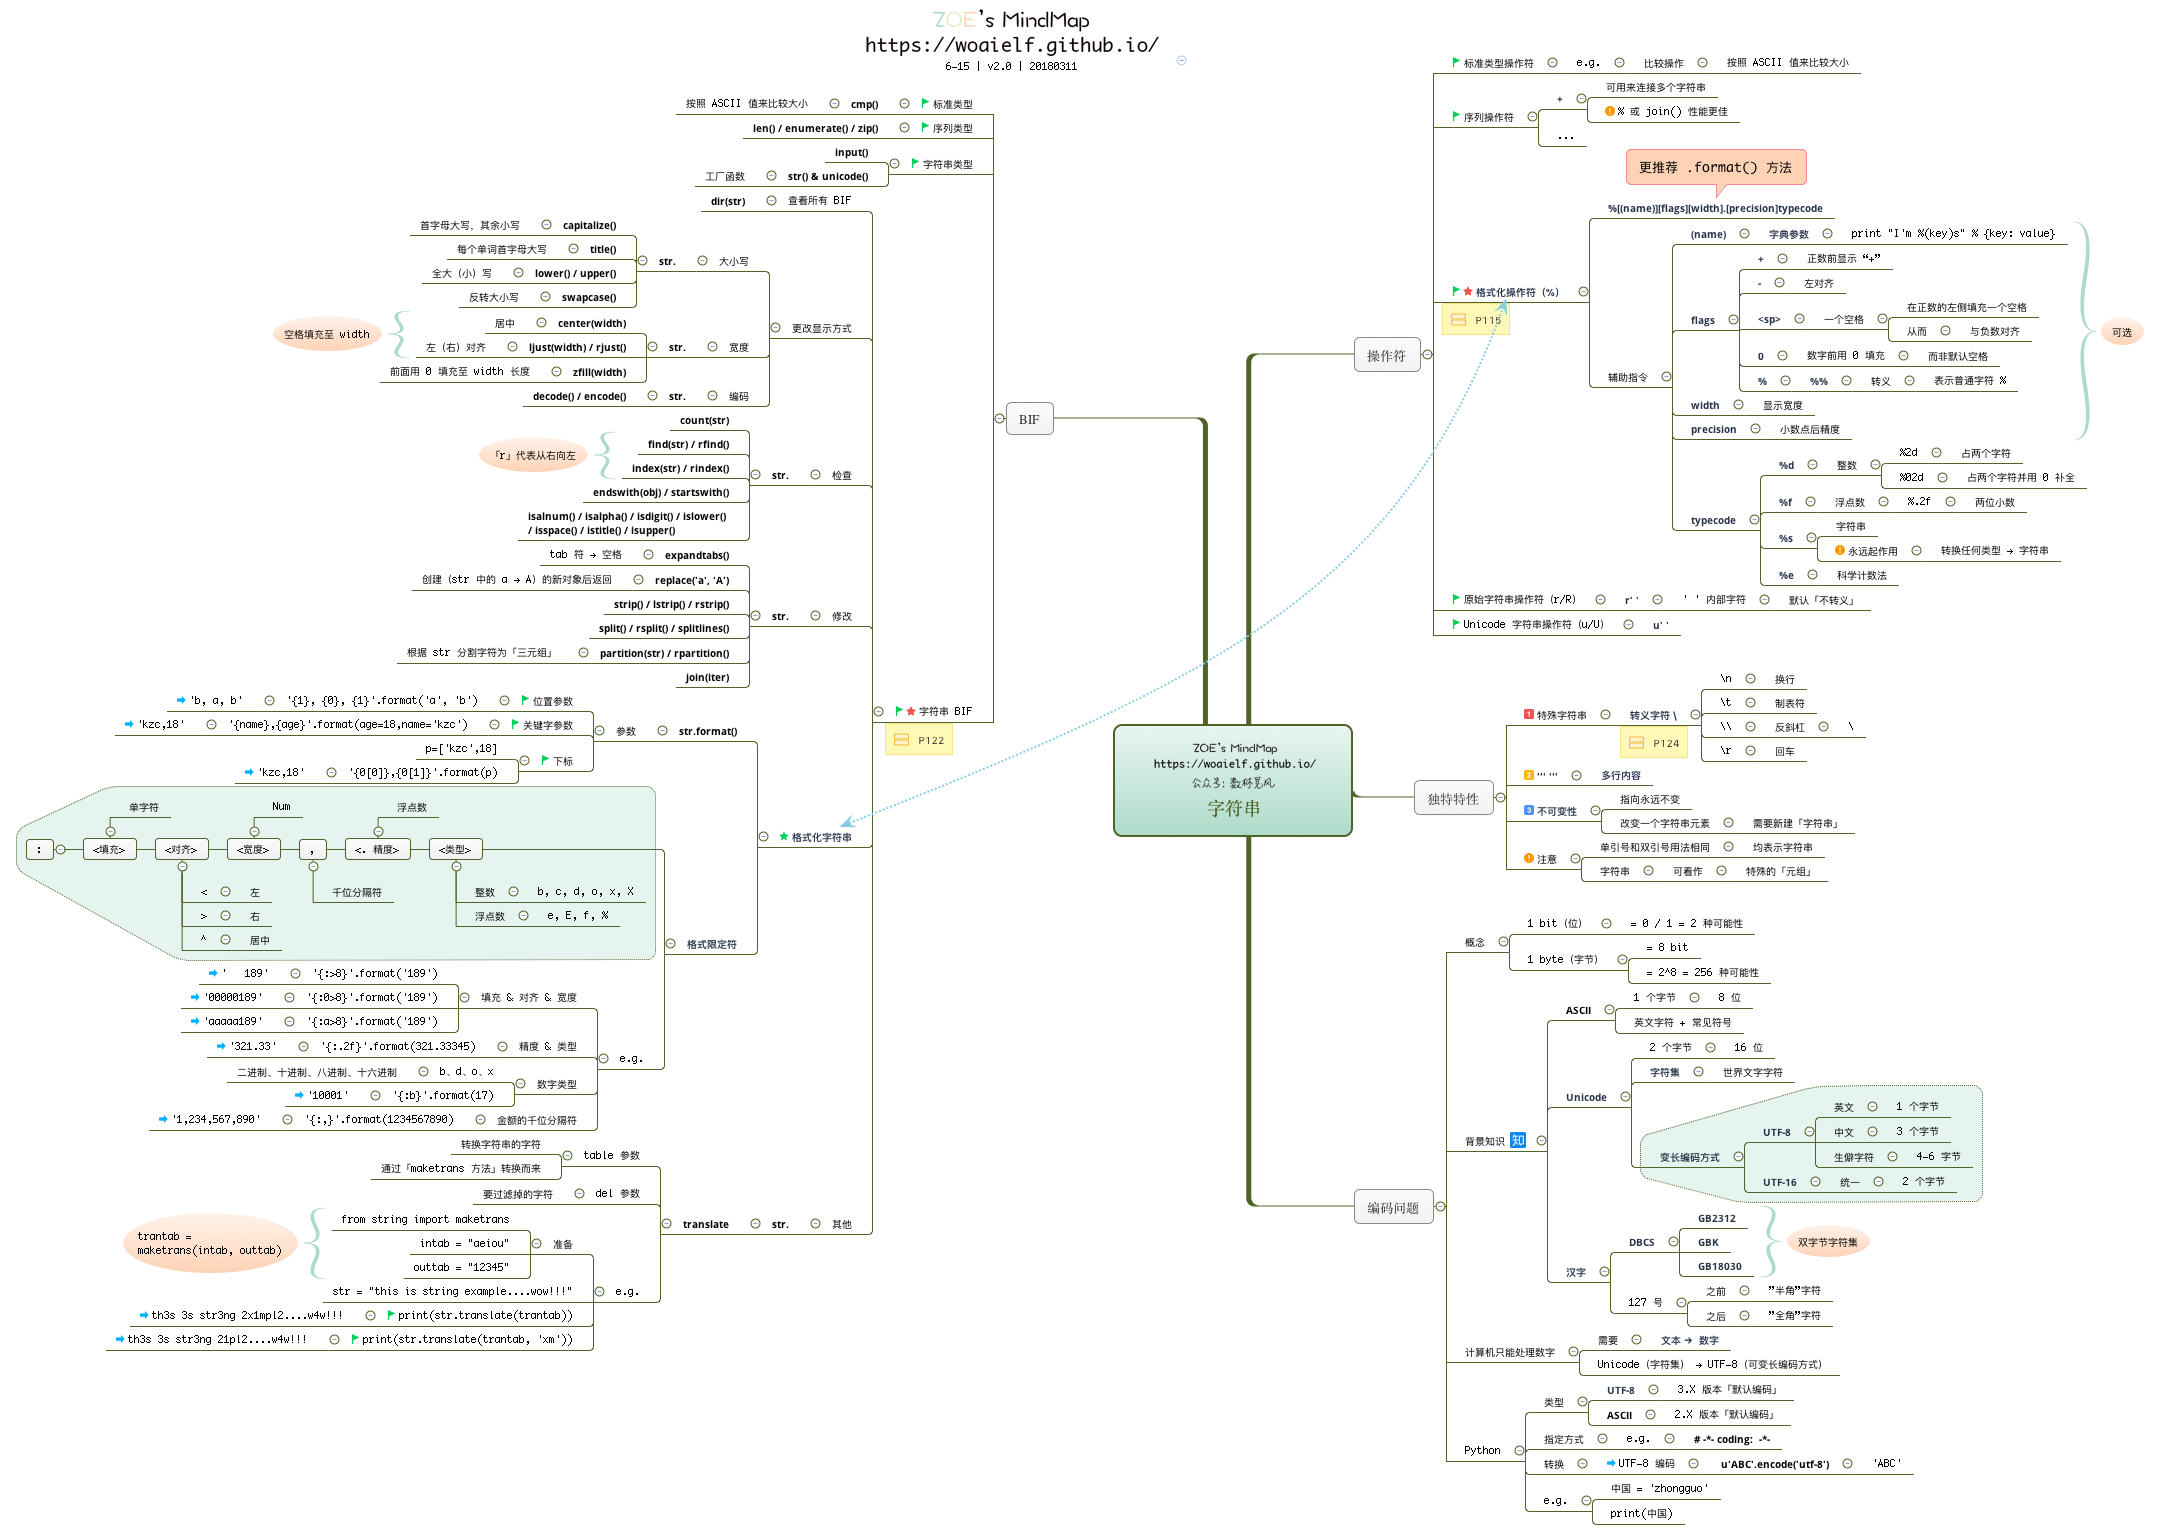 ZOE's MindMap
https://woaielf.github.io/
6-15 | v2.0 | 20180311
ZOE's MindMap
https://woaielf.github.io/
字符串
BIF
标准类型
cmp()
按照 ASCII 值来比较大小
序列类型
len() / enumerate() / zip()
字符串类型
input()
str() & unicode()
工厂函数
字符串 BIF
P122
查看所有 BIF
dir(str)
更改显示方式
大小写
str.
capitalize()
首字母大写，其余小写
title()
每个单词首字母大写
lower() / upper()
全大（小）写
swapcase()
反转大小写
宽度
str.
center(width)
居中
ljust(width) / rjust()
左（右）对齐
空格填充至 width
zfill(width)
前面用 0 填充至 width 长度
编码
str.
decode() / encode()
检查
str.
count(str)
find(str) / rfind()
index(str) / rindex()
「r」代表从右向左
endswith(obj) / startswith()
isalnum() / isalpha() / isdigit() / islower()
/ isspace() / istitle() / isupper()
修改
str.
expandtabs()
tab 符 → 空格
replace('a', 'A')
创建（str 中的 a → A）的新对象后返回
strip() / lstrip() / rstrip()
split() / rsplit() / splitlines()
partition(str) / rpartition()
根据 str 分割字符为「三元组」
join(iter)
格式化字符串
str.format()
参数
位置参数
'{1}, {0}, {1}'.format('a', 'b')
'b, a, b'
关键字参数
'{name},{age}'.format(age=18,name='kzc')
'kzc,18'
下标
p=['kzc',18]
'{0[0]},{0[1]}'.format(p)
'kzc,18'
格式限定符
:
<填充>
单字符
<对齐>
<
左
>
右
^
居中
<宽度>
Num
,
千位分隔符
<. 精度>
浮点数
<类型>
整数
b, c, d, o, x, X
浮点数
e, E, f, %
e.g.
填充 & 对齐 & 宽度
'{:>8}'.format('189')
'     189'
'{:0>8}'.format('189')
'00000189'
'{:a>8}'.format('189')
'aaaaa189'
精度 & 类型
'{:.2f}'.format(321.33345)
'321.33'
数字类型
b、d、o、x
二进制、十进制、八进制、十六进制
'{:b}'.format(17)
'10001'
金额的千位分隔符
'{:,}'.format(1234567890)
'1,234,567,890'
其他
str.
translate
table 参数
转换字符串的字符
通过「maketrans 方法」转换而来
del 参数
要过滤掉的字符
e.g.
准备
from string import maketrans
intab = "aeiou"
outtab = "12345"
trantab =
maketrans(intab, outtab)
str = "this is string example....wow!!!"
print(str.translate(trantab))
th3s 3s str3ng 2x1mpl2....w4w!!!
print(str.translate(trantab, 'xm'))
th3s 3s str3ng 21pl2....w4w!!!
操作符
标准类型操作符
e.g.
比较操作
按照 ASCII 值来比较大小
序列操作符
+
可用来连接多个字符串
% 或 join() 性能更佳
...
格式化操作符（%）
P115
更推荐 .format() 方法
%[(name)][flags][width].[precision]typecode
辅助指令
(name)
字典参数
print "I'm %(key)s" % {key: value}
flags
+
正数前显示 “+”
-
左对齐
<sp>
一个空格
在正数的左侧填充一个空格
从而
与负数对齐
0
数字前用 0 填充
而非默认空格
%
%%
转义
表示普通字符 %
width
显示宽度
precision
小数点后精度
可选
typecode
%d
整数
%2d
占两个字符
%02d
占两个字符并用 0 补全
%f
浮点数
%.2f
两位小数
%s
字符串
永远起作用
转换任何类型 → 字符串
%e
科学计数法
原始字符串操作符（r/R）
r' '
' ' 内部字符
默认「不转义」
Unicode 字符串操作符（u/U）
u' '
独特特性
1 特殊字符串
转义字符 \
P124
\n
换行
\t
制表符
\\
反斜杠
\
\r
回车
2 ''' '''
多行内容
3 不可变性
指向永远不变
改变一个字符串元素
需要新建「字符串」
注意
单引号和双引号用法相同
均表示字符串
字符串
可看作
特殊的「元组」
编码问题
概念
1 bit（位）
= 0 / 1 = 2 种可能性
1 byte（字节）
= 8 bit
= 2^8 = 256 种可能性
背景知识 知
ASCII
1 个字节
8 位
英文字符 + 常见符号
Unicode
2 个字节
16 位
字符集
世界文字字符
变长编码方式
UTF-8
英文
1 个字节
中文
3 个字节
生僻字符
4-6 字节
UTF-16
统一
2 个字节
汉字
DBCS
GB2312
GBK
GB18030
双字节字符集
127 号
之前
”半角”字符
之后
”全角”字符
计算机只能处理数字
需要
文本 → 数字
Unicode（字符集） → UTF-8（可变长编码方式）
Python
类型
UTF-8
3.X 版本「默认编码」
ASCII
2.X 版本「默认编码」
指定方式
e.g.
# -*- coding:  -*-
转换
UTF-8 编码
u'ABC'.encode('utf-8')
'ABC'
e.g.
中国 = 'zhongguo'
print(中国)